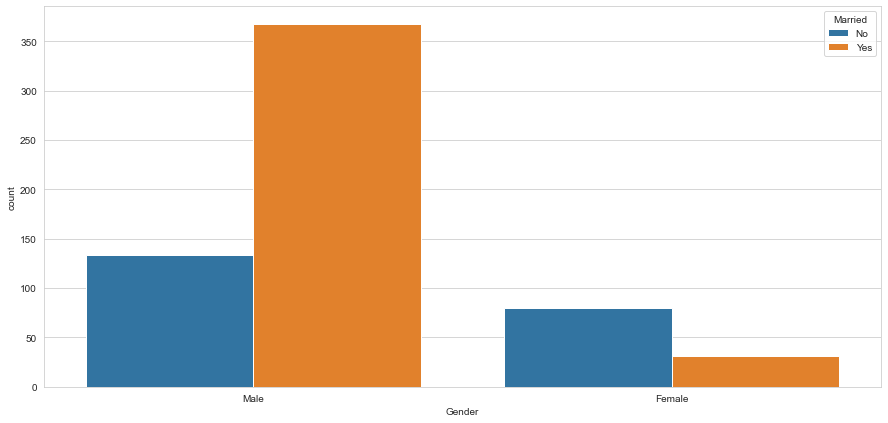 Married
No
Yes
350
300
250
200
150
100
50
0
count
Male
Female
Gender